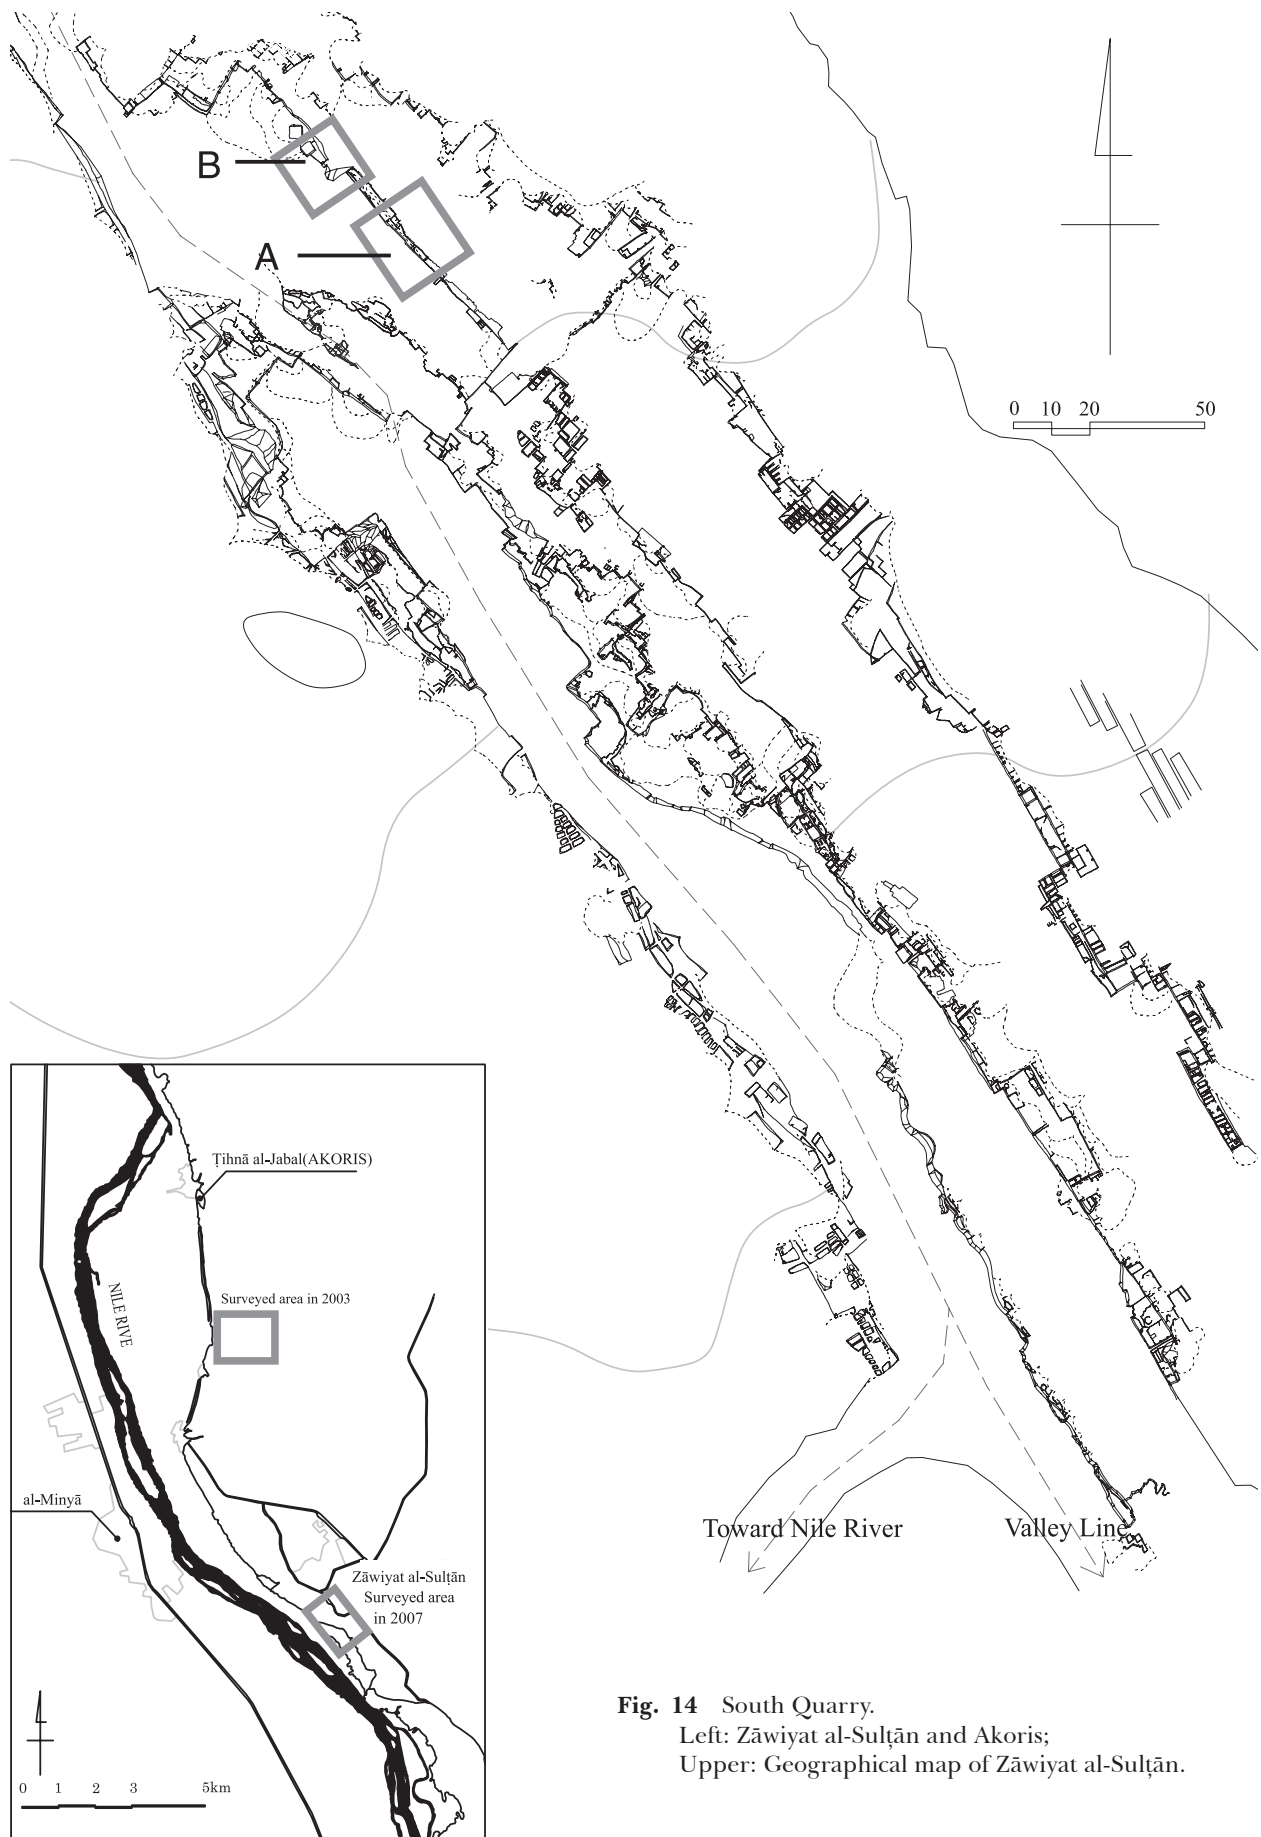 B
A
0 10 20 50
Ṭihnā al-Jabal(AKORIS)
Surveyed area in 2003
NILE RIVE
al-Minyā
Zāwiyat al-Sulṭān
Surveyed area
in 2007
0 1 2 3 5km
Toward Nile River
Valley Line
Fig. 14 South Quarry.
Left: Zāwiyat al-Sulṭān and Akoris;
Upper: Geographical map of Zāwiyat al-Sulṭān.